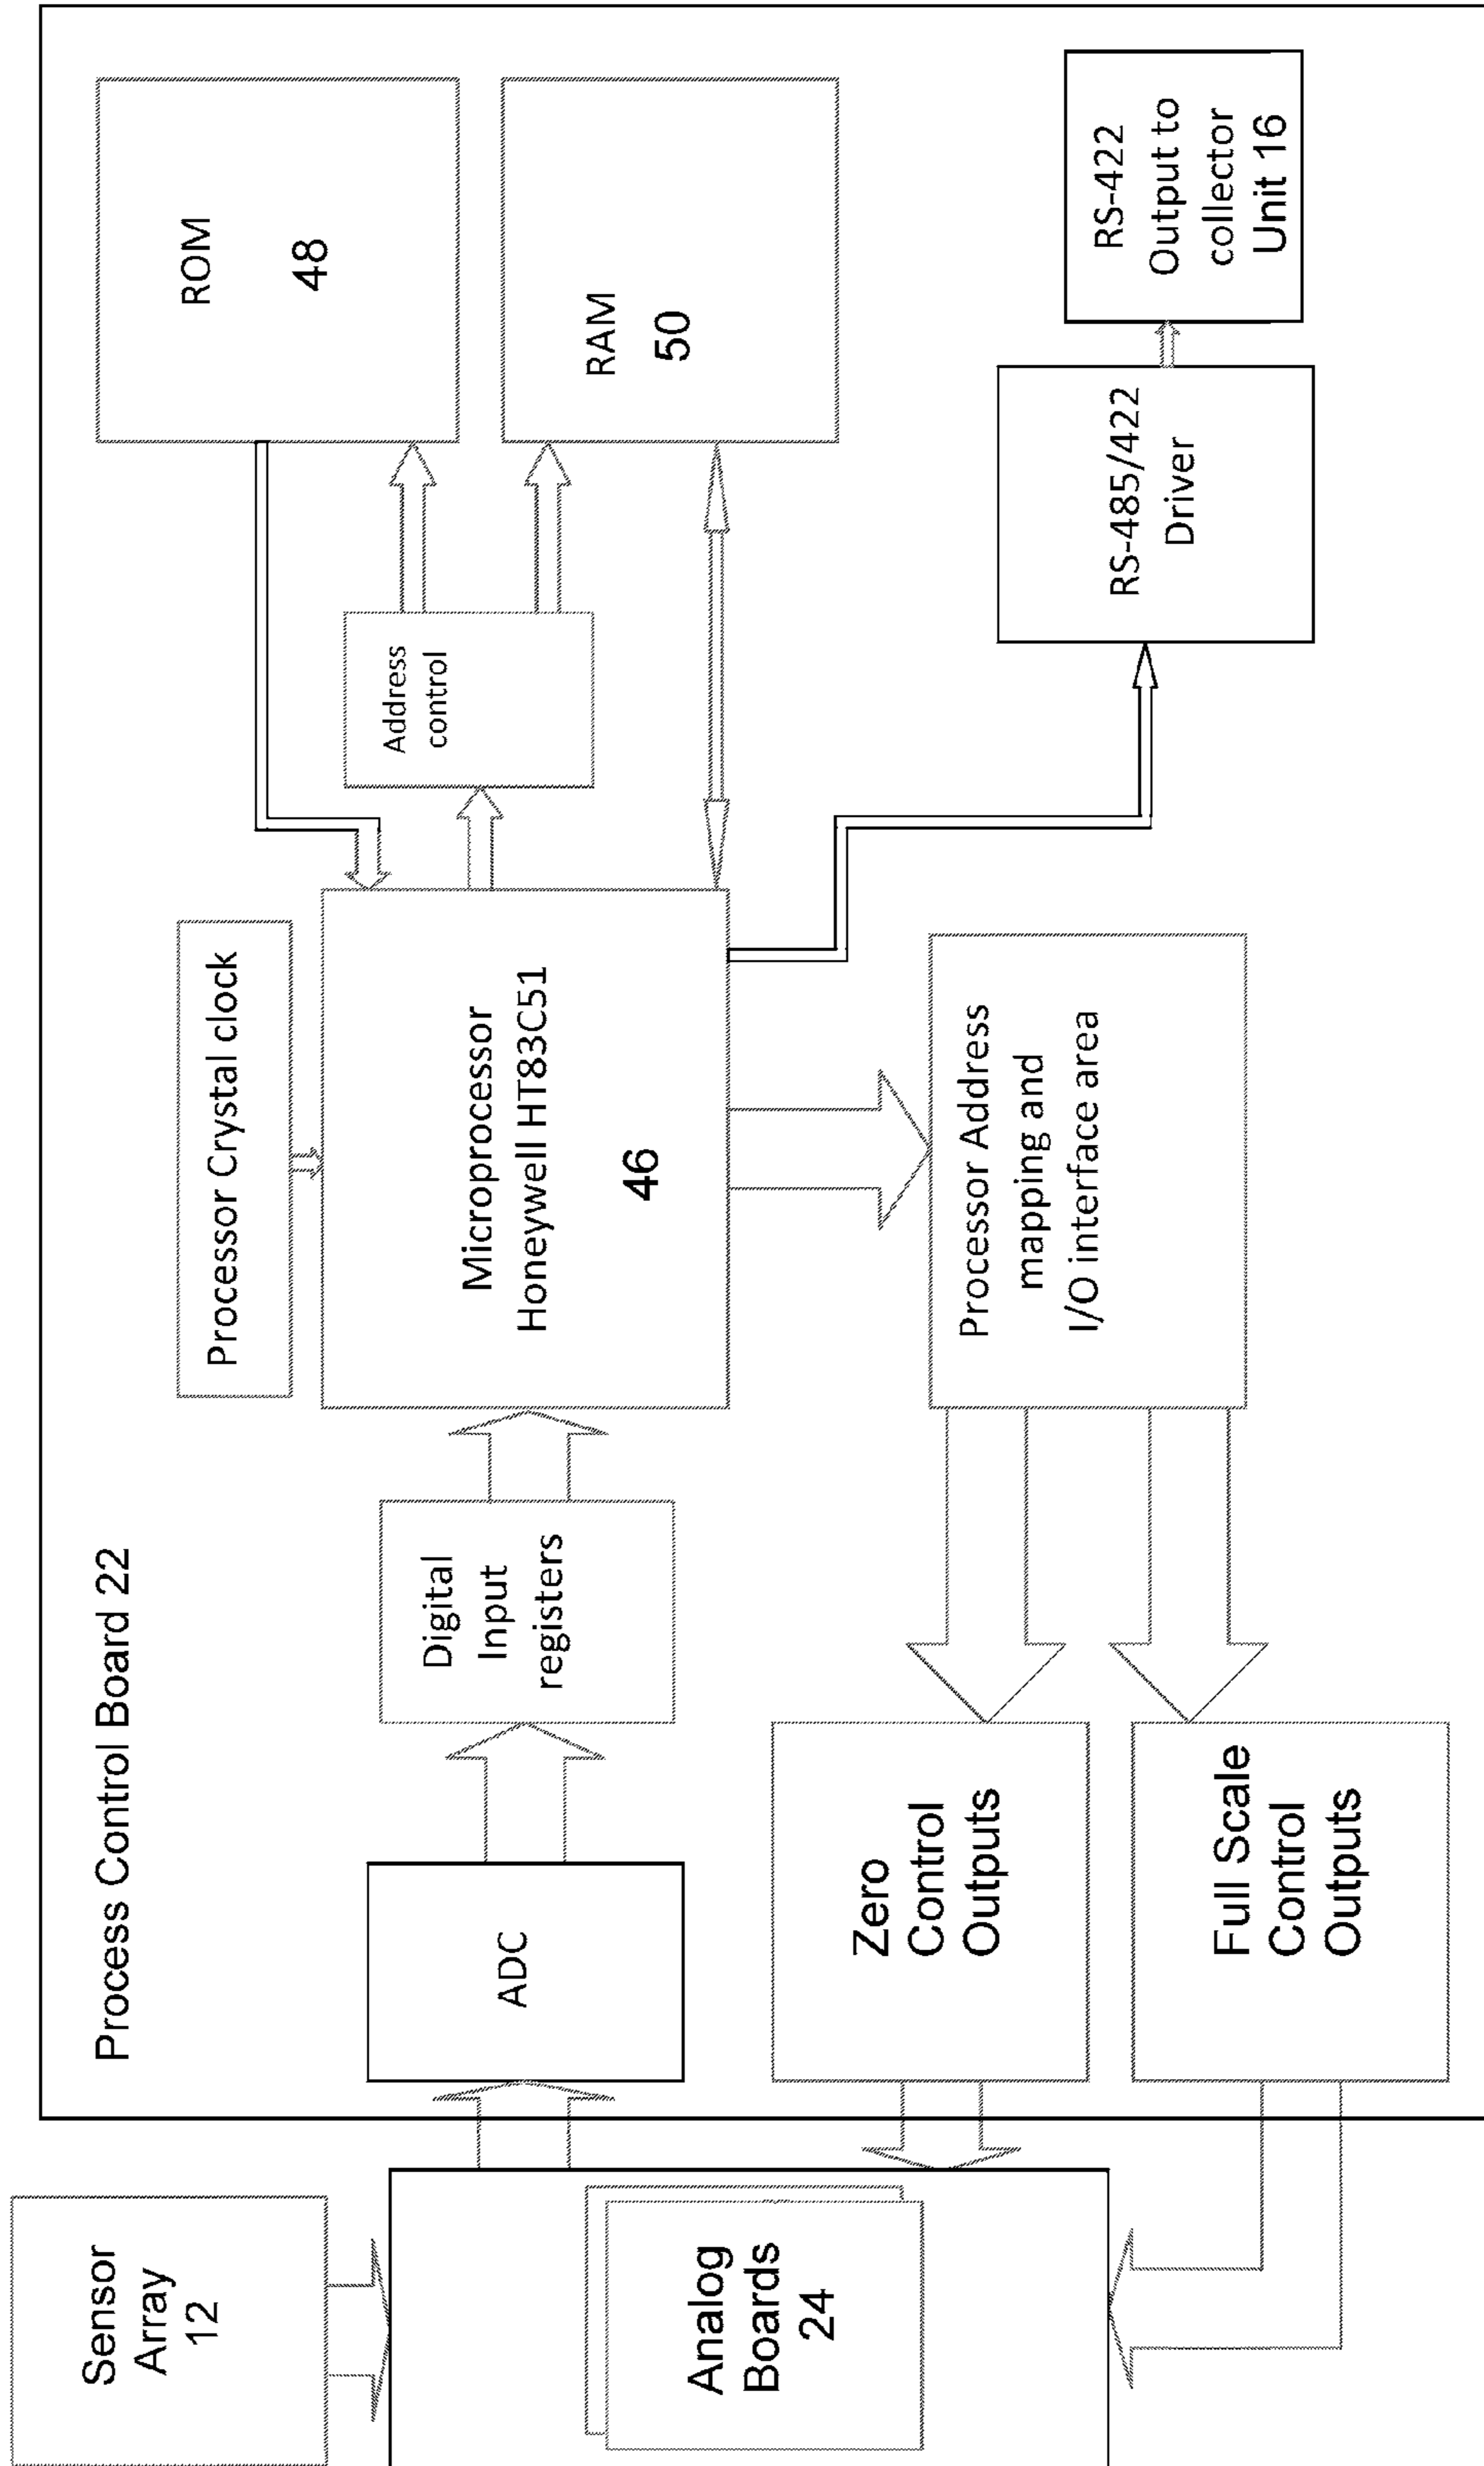 Process Control Board 22
Sensor
Array
12
Analog
Boards
24
ADC
Digital
Input
registers
Processor Crystal clock
Microprocessor
Honeywell HT83C51
46
Address
control
ROM
48
RAM
50
Zero
Control
Outputs
Full Scale
Control
Outputs
Processor Address
mapping and
I/O interface area
RS-485/422
Driver
RS-422
Output to
collector
Unit 16